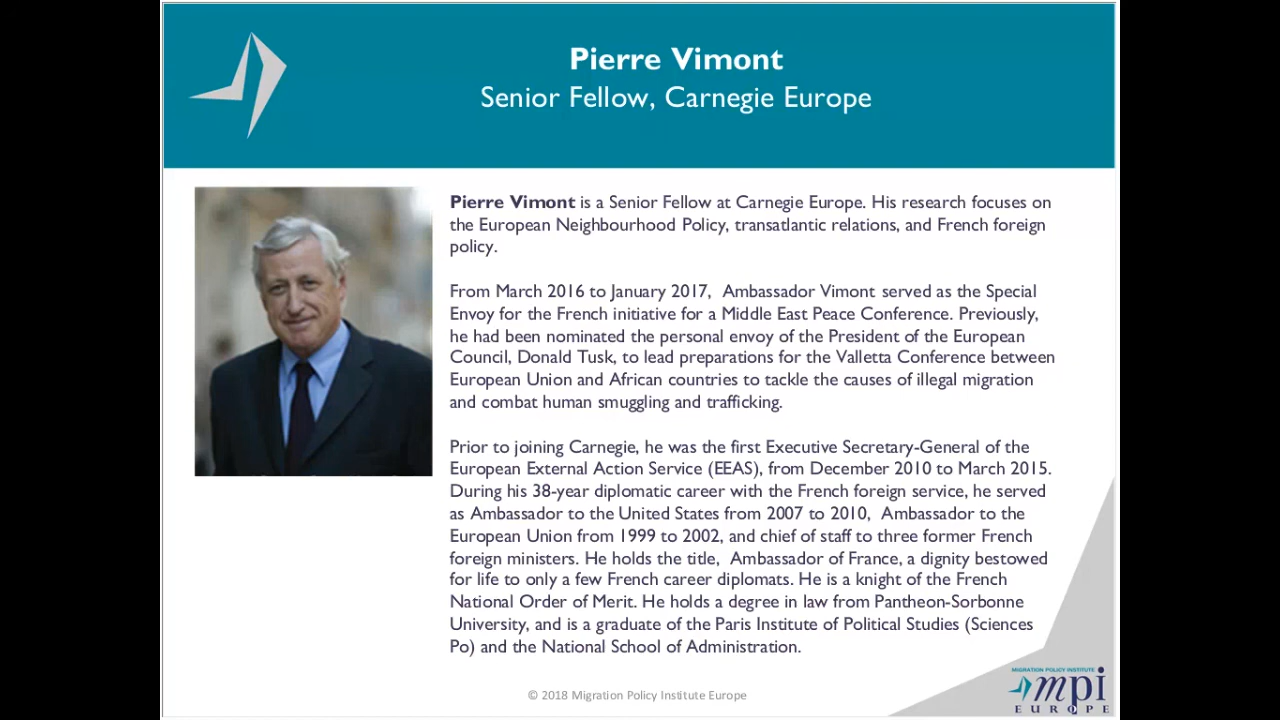 Pierre Vimont
Senior Fellow, Carnegie Europe
Pierre Vimont is a Senior Fellow at Carnegie Europe. His research focuses on
the European Neighbourhood Policy, transatlantic relations, and French foreign
policy.
From March 2016 to January 2017,  Ambassador Vimont served as the Special
Envoy for the French initiative for a Middle East Peace Conference. Previously,
he had been nominated the personal envoy of the President of the European
Council, Donald Tusk, to lead preparations for the Valletta Conference between
European Union and African countries to tackle the causes of illegal migration
and combat human smuggling and trafficking.
Prior to joining Carnegie, he was the first Executive Secretary-General of the
European External Action Service (EEAS), from December 2010 to March 2015.
During his 38-year diplomatic career with the French foreign service, he served
as Ambassador to the United States from 2007 to 2010,  Ambassador to the
European Union from 1999 to 2002, and chief of staff to three former French
foreign ministers. He holds the title,  Ambassador of France, a dignity bestowed
for life to only a few French career diplomats. He is a knight of the French
National Order of Merit. He holds a degree in law from Pantheon-Sorbonne
University, and is a graduate of the Paris Institute of Political Studies (Sciences
Po) and the National School of Administration.
© 2018 Migration Policy Institute Europe
MIGRATION POLICY INSTITUTE
mpi
EUROPE